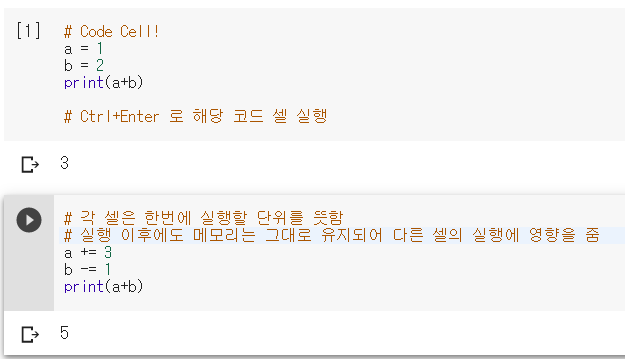 [1] # Code Cell!
a = 1
b = 2
print(a+b)
# Ctrl+Enter 로 해당 코드 셀 실행
3
# 각 셀은 한번에 실행할 단위를 뜻함
# 실행 이후에도 메모리는 그대로 유지되어 다른 셀의 실행에 영향을 줌
a += 3
b -= 1
print(a+b)
5